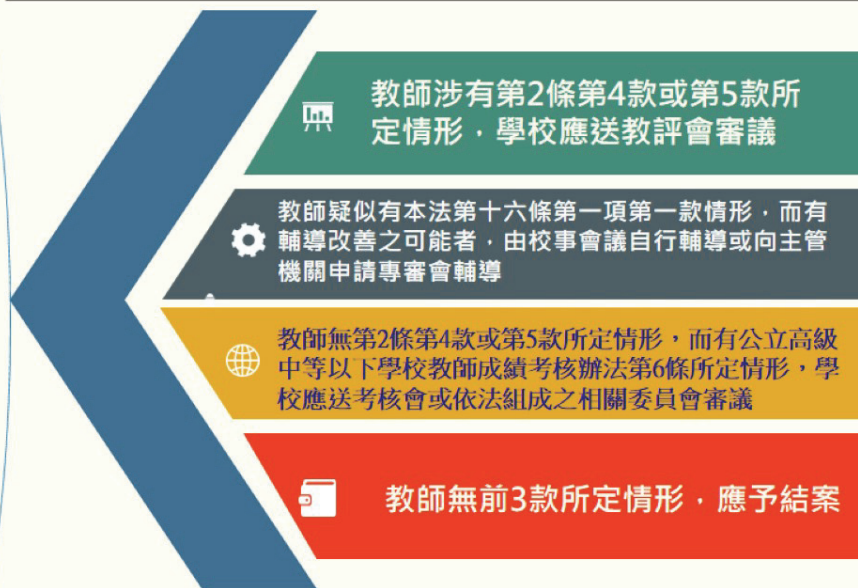 教師涉有第2條第4款或第5款所
定情形，學校應送教評會審議
教師疑似有本法第十六條第一項第一款情形，而有
輔導改善之可能者，由校事會議自行輔導或向主管
機關申請專審會輔導
教師無第2條第4款或第5款所定情形，而有公立高級
中等以下學校教師成績考核辦法第6條所定情形，學
校應送考核會或依法組成之相關委員會審議
教師無前3款所定情形，應予結案